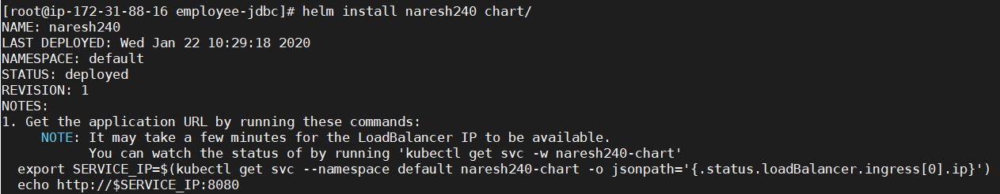 [root@ip-172-31-88-16 employee-jdbc]# helm install naresh240 chart/
NAME: naresh240
LAST DEPLOYED: Wed Jan 22 10:29:18 2020
NAMESPACE: default
STATUS: deployed
REVISION: 1
NOTES:
1. Get the application URL by running these commands:
     NOTE: It may take a few minutes for the LoadBalancer IP to be available.
           You can watch the status of by running 'kubectl get svc -w naresh240-chart'
  export SERVICE_IP=$(kubectl get svc --namespace default naresh240-chart -o jsonpath='{.status.loadBalancer.ingress[0].ip}')
  echo http://$SERVICE_IP:8080